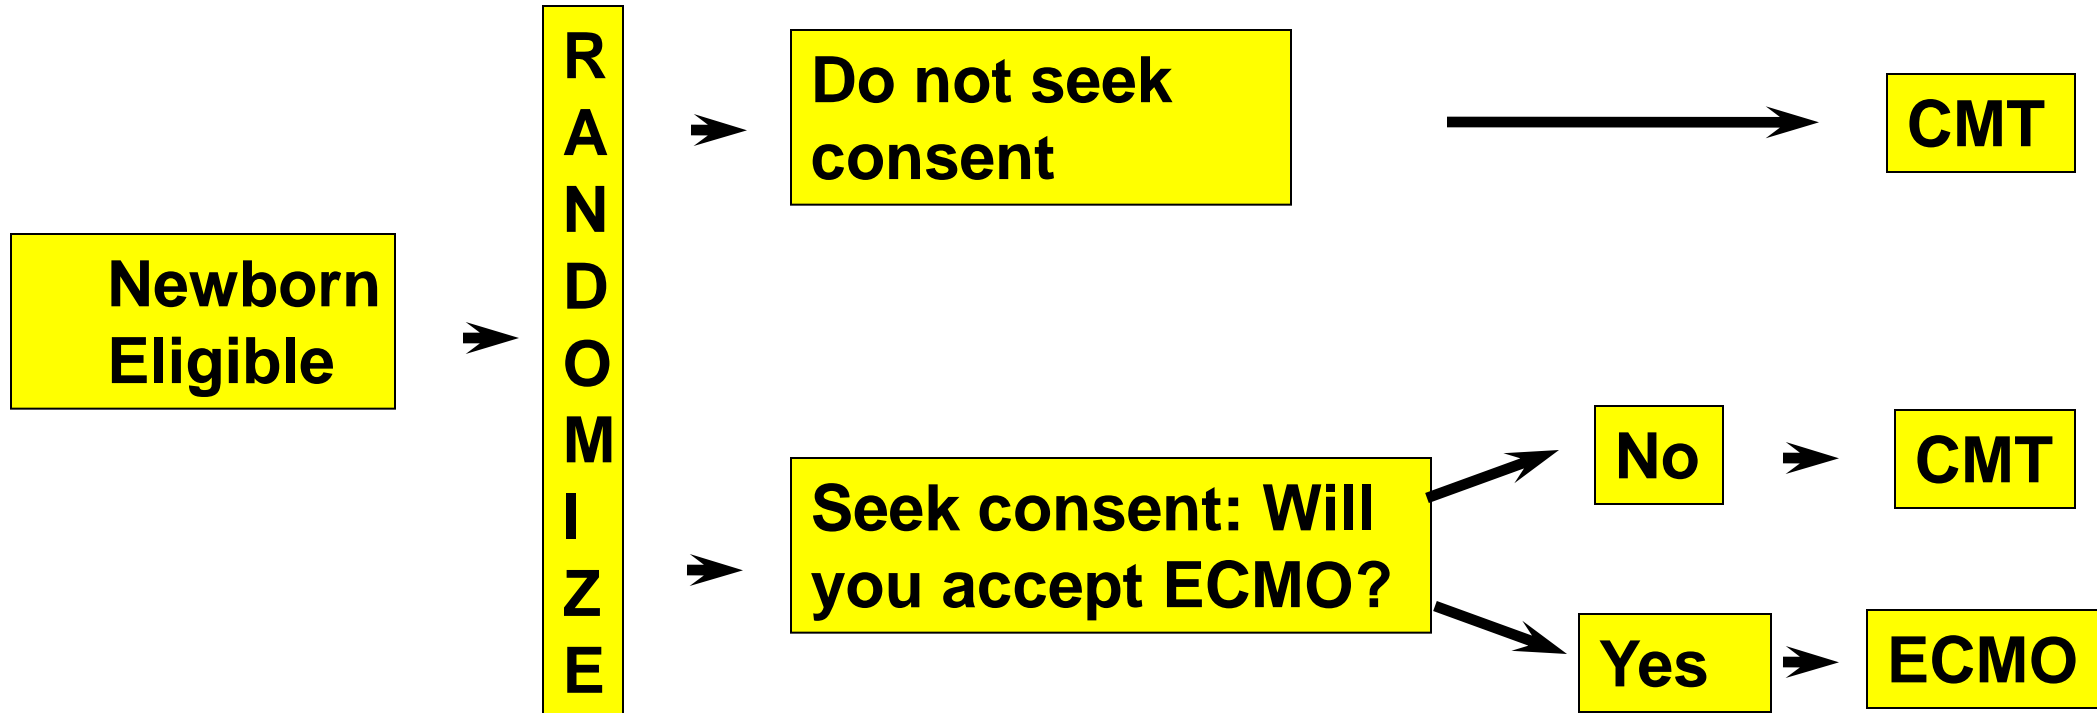 Newborn
Eligible
R
A
N
D
O
M
I
Z
E
Do not seek
consent
CMT
Seek consent: Will
you accept ECMO?
No
CMT
Yes
ECMO